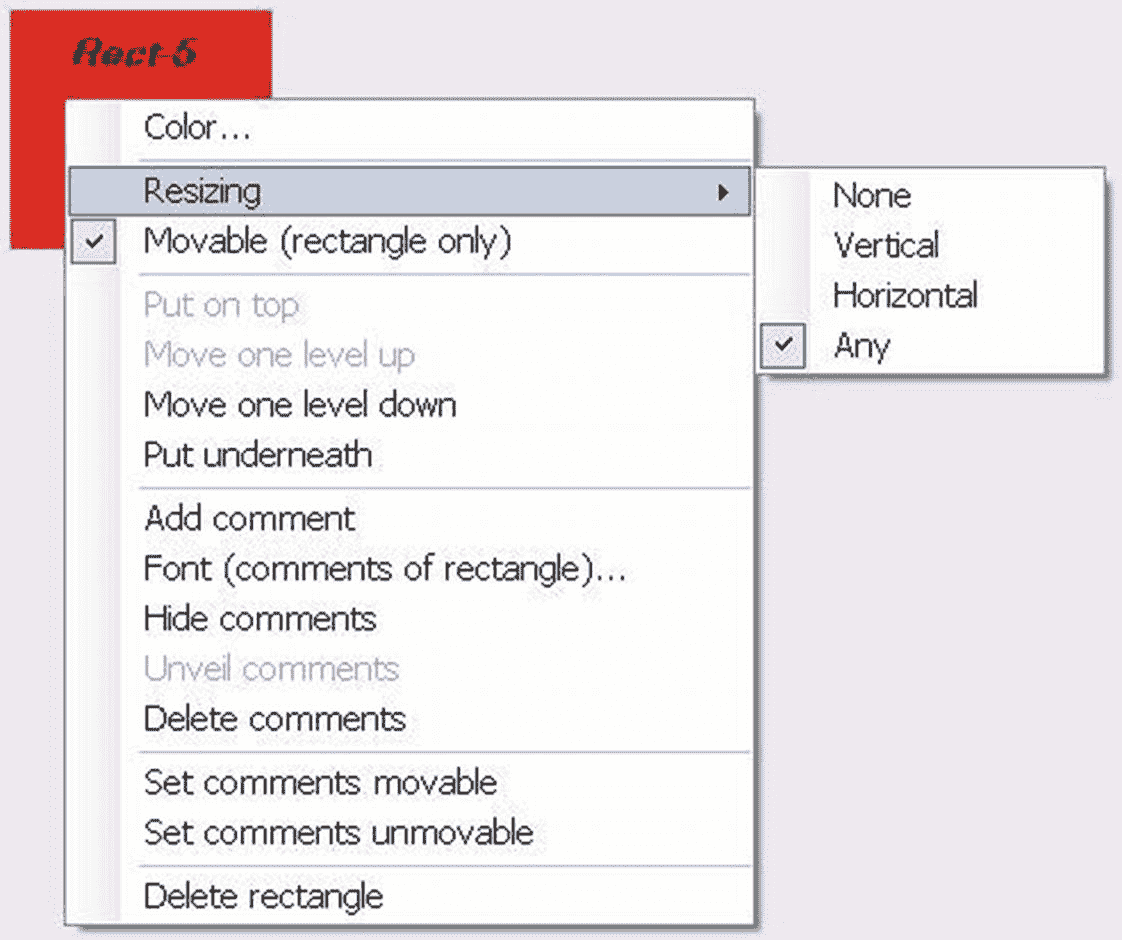 Rect-5
Color...
Resizing
Movable (rectangle only)
Put on top
Move one level up
Move one level down
Put underneath
Add comment
Font (comments of rectangle)...
Hide comments
Unveil comments
Delete comments
Set comments movable
Set comments unmovable
Delete rectangle
None
Vertical
Horizontal
Any